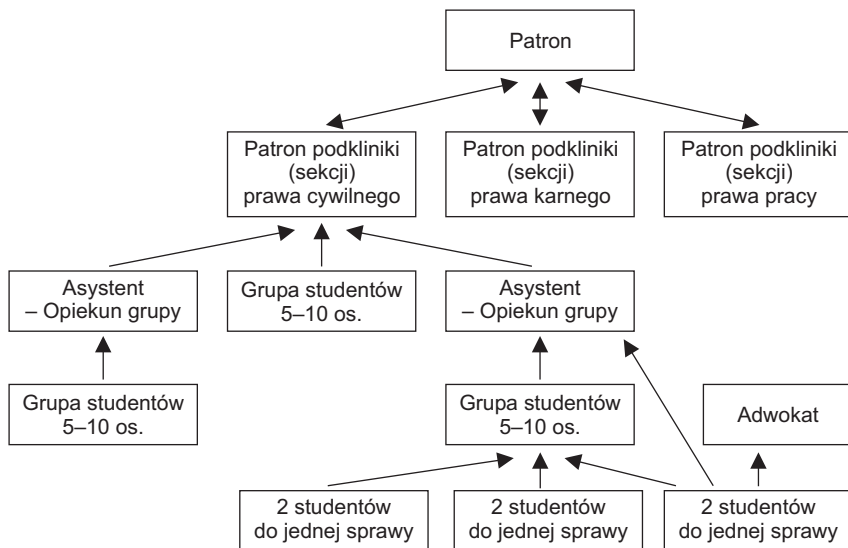 Patron
Patron podkliniki
(sekcji)
prawa cywilnego
Patron podkliniki
(sekcji)
prawa karnego
Patron podkliniki
(sekcji)
prawa pracy
Asystent
– Opiekun grupy
Grupa studentów
5–10 os.
Asystent
– Opiekun grupy
Grupa studentów
5–10 os.
Grupa studentów
5–10 os.
Adwokat
2 studentów
do jednej sprawy
2 studentów
do jednej sprawy
2 studentów
do jednej sprawy